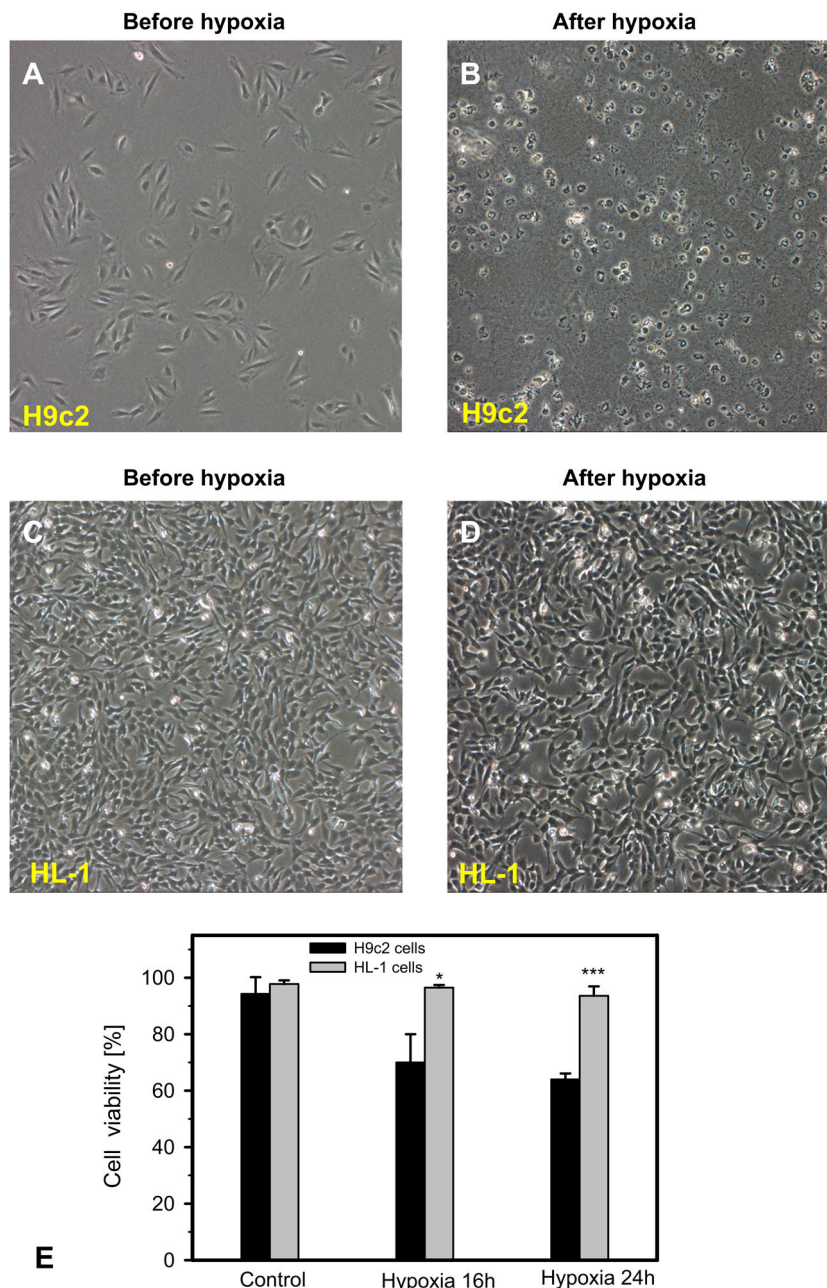 Before hypoxia
After hypoxia
A
B
H9c2
H9c2
Before hypoxia
After hypoxia
C
D
HL-1
HL-1
H9c2 cells
HL-1 cells
*
***
100
80
60
40
20
0
Cell viability [%]
E
Control
Hypoxia 16h
Hypoxia 24h